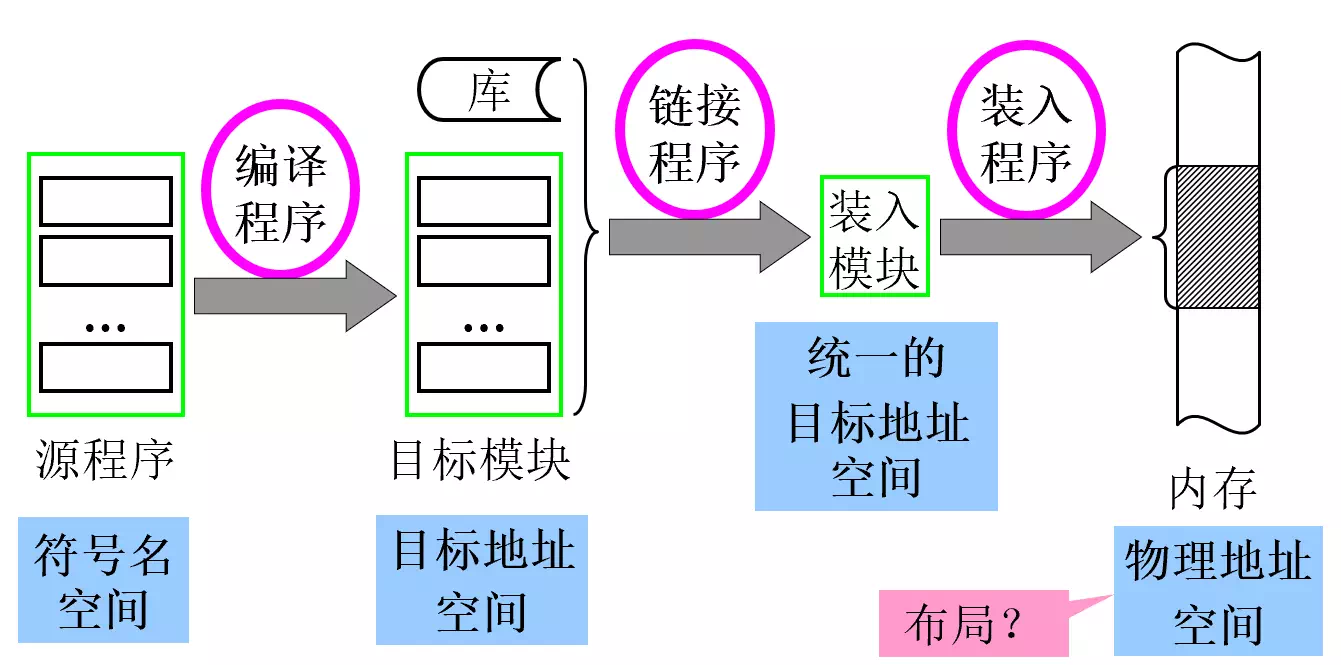 库
编译
程序
链接
程序
装入
程序
装入
模块
...
...
源程序
目标模块
统一的
目标地址
空间
内存
符号名
空间
目标地址
空间
物理地址
空间
布局？